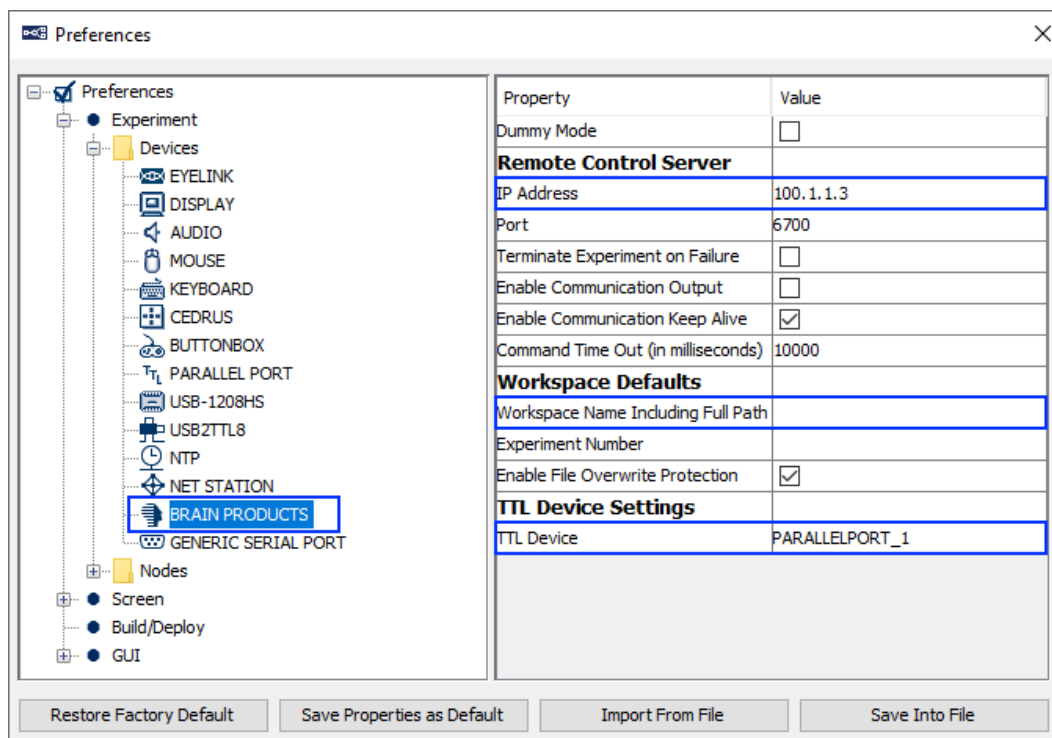 Preferences
Preferences
Experiment
Devices
EYELINK
DISPLAY
AUDIO
MOUSE
KEYBOARD
CEDRUS
BUTTONBOX
TTL PARALLEL PORT
USB-1208HS
USB2TTL8
NTP
NET STATION
BRAIN PRODUCTS
GENERIC SERIAL PORT
Nodes
Screen
Build/Deploy
GUI
Property Value
Dummy Mode
Remote Control Server
IP Address 100.1.1.3
Port 6700
Terminate Experiment on Failure
Enable Communication Output
Enable Communication Keep Alive
Command Time Out (in milliseconds) 10000
Workspace Defaults
Workspace Name Including Full Path
Experiment Number
Enable File Overwrite Protection
TTL Device Settings
TTL Device PARALLELPORT_1
Restore Factory Default Save Properties as Default Import From File Save Into File